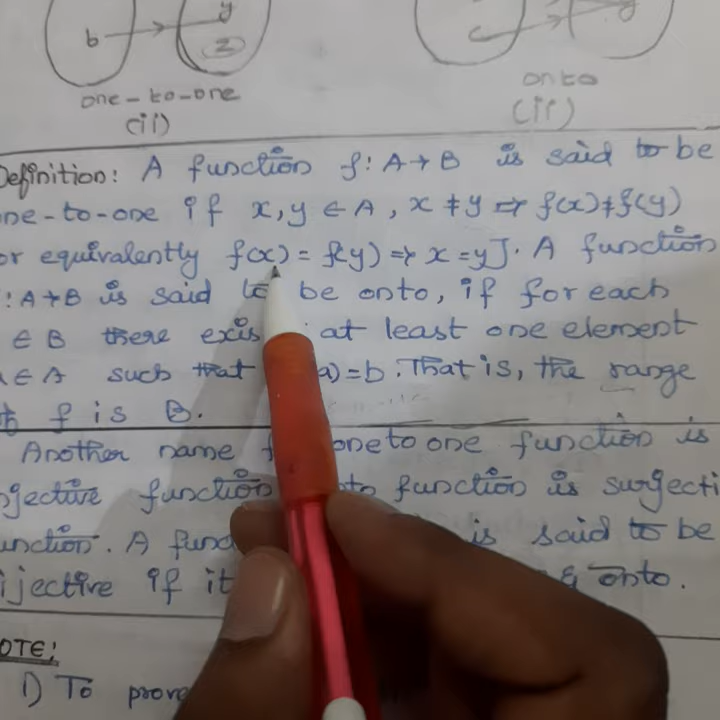 b y z
c y
one-to-one onto
(ii) (ii)
Definition: A function f: A→B is said to be
ne-to-one if x, y ∈ A, x ≠ y ⇒ f(x) ≠ f(y)
or equivalently f(x) = f(y) ⇒ x = y]. A function
: A→B is said to be onto, if for each
∈ B there exis at least one element
∈ A such that a) = b. That is, the range
f is B.
Another name f one to one function is
jective function to function is surjecti
unction. A func is said to be
ijective if it & onto.
OTE:
1) To prove